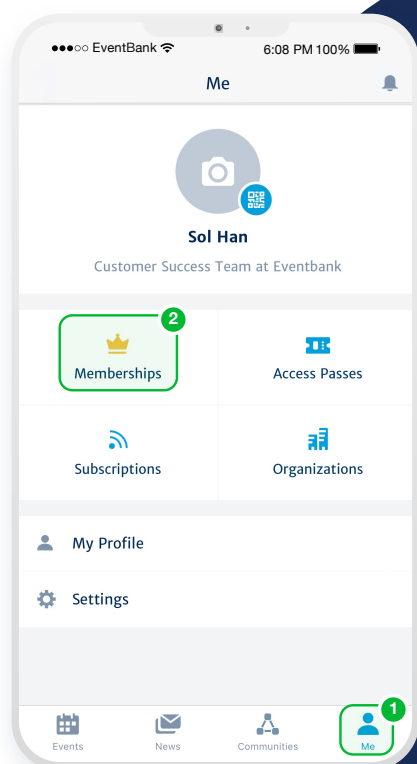 EventBank 6:08 PM 100%
Me
Sol Han
Customer Success Team at Eventbank
2
Memberships Access Passes
Subscriptions Organizations
My Profile
Settings
1
Events News Communities Me